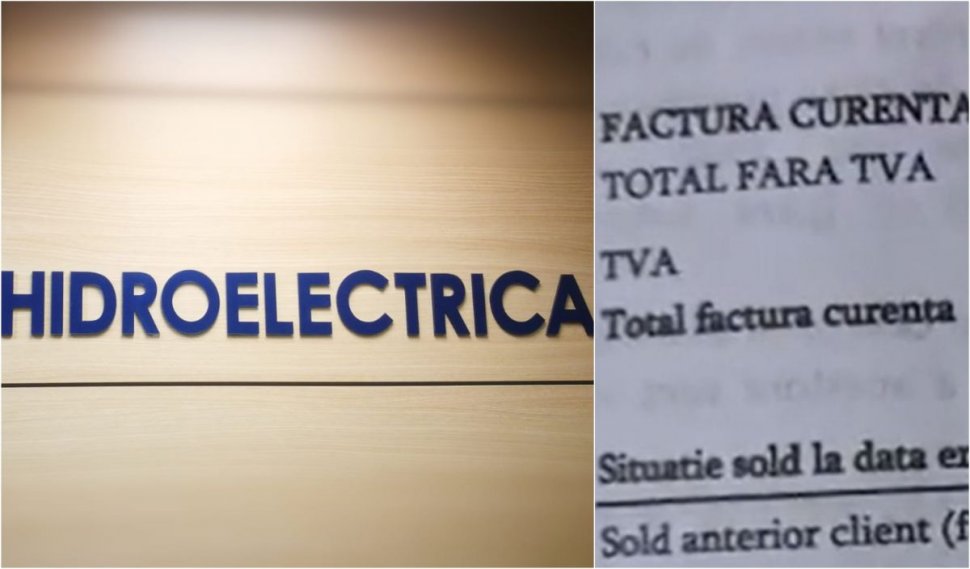 HIDROELECTRICA
FACTURA CURENTA
TOTAL FARA TVA
TVA
Total factura curenta
Situatie sold la data
Sold anterior client